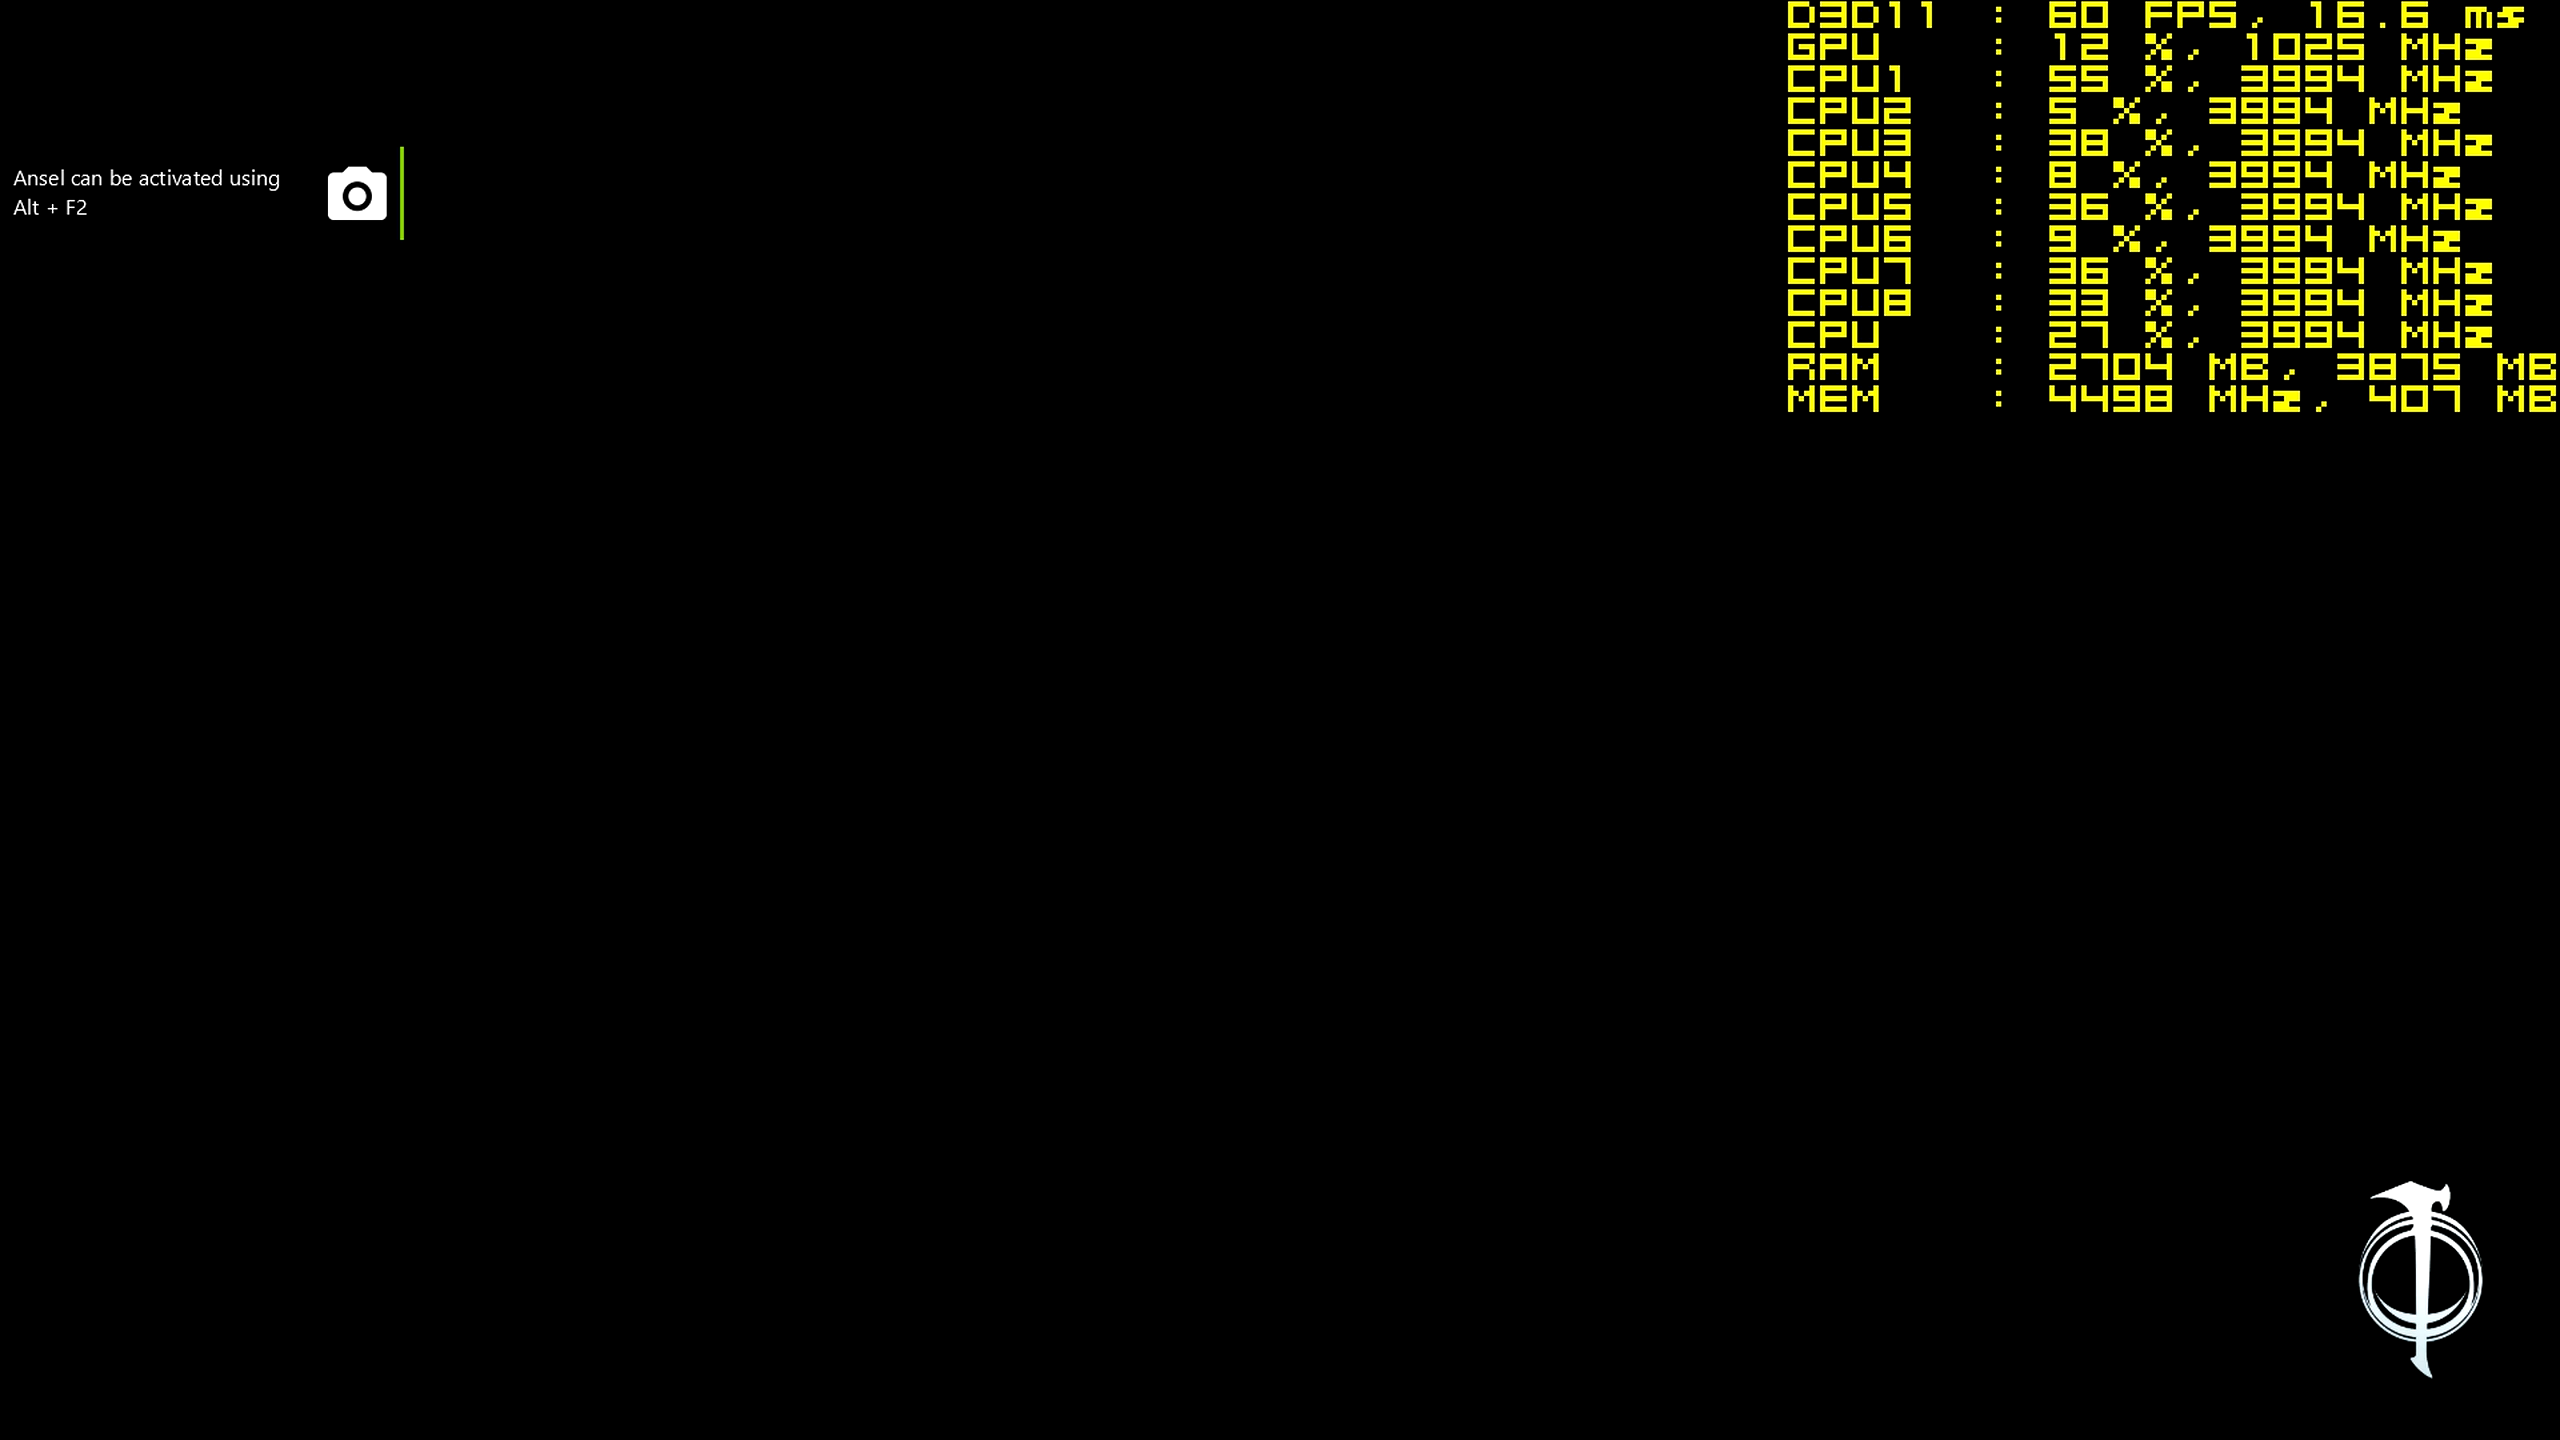 Ansel can be activated using
Alt + F2
D3D11 : 60 FPS, 16.6 ms
GPU : 12 %, 1025 MHz
CPU1 : 55 %, 3994 MHz
CPU2 : 5 %, 3994 MHz
CPU3 : 38 %, 3994 MHz
CPU4 : 8 %, 3994 MHz
CPU5 : 36 %, 3994 MHz
CPU6 : 9 %, 3994 MHz
CPU7 : 36 %, 3994 MHz
CPU8 : 33 %, 3994 MHz
CPU : 27 %, 3994 MHz
RAM : 2704 MB, 3875 MB
MEM : 4498 MHz, 407 MB